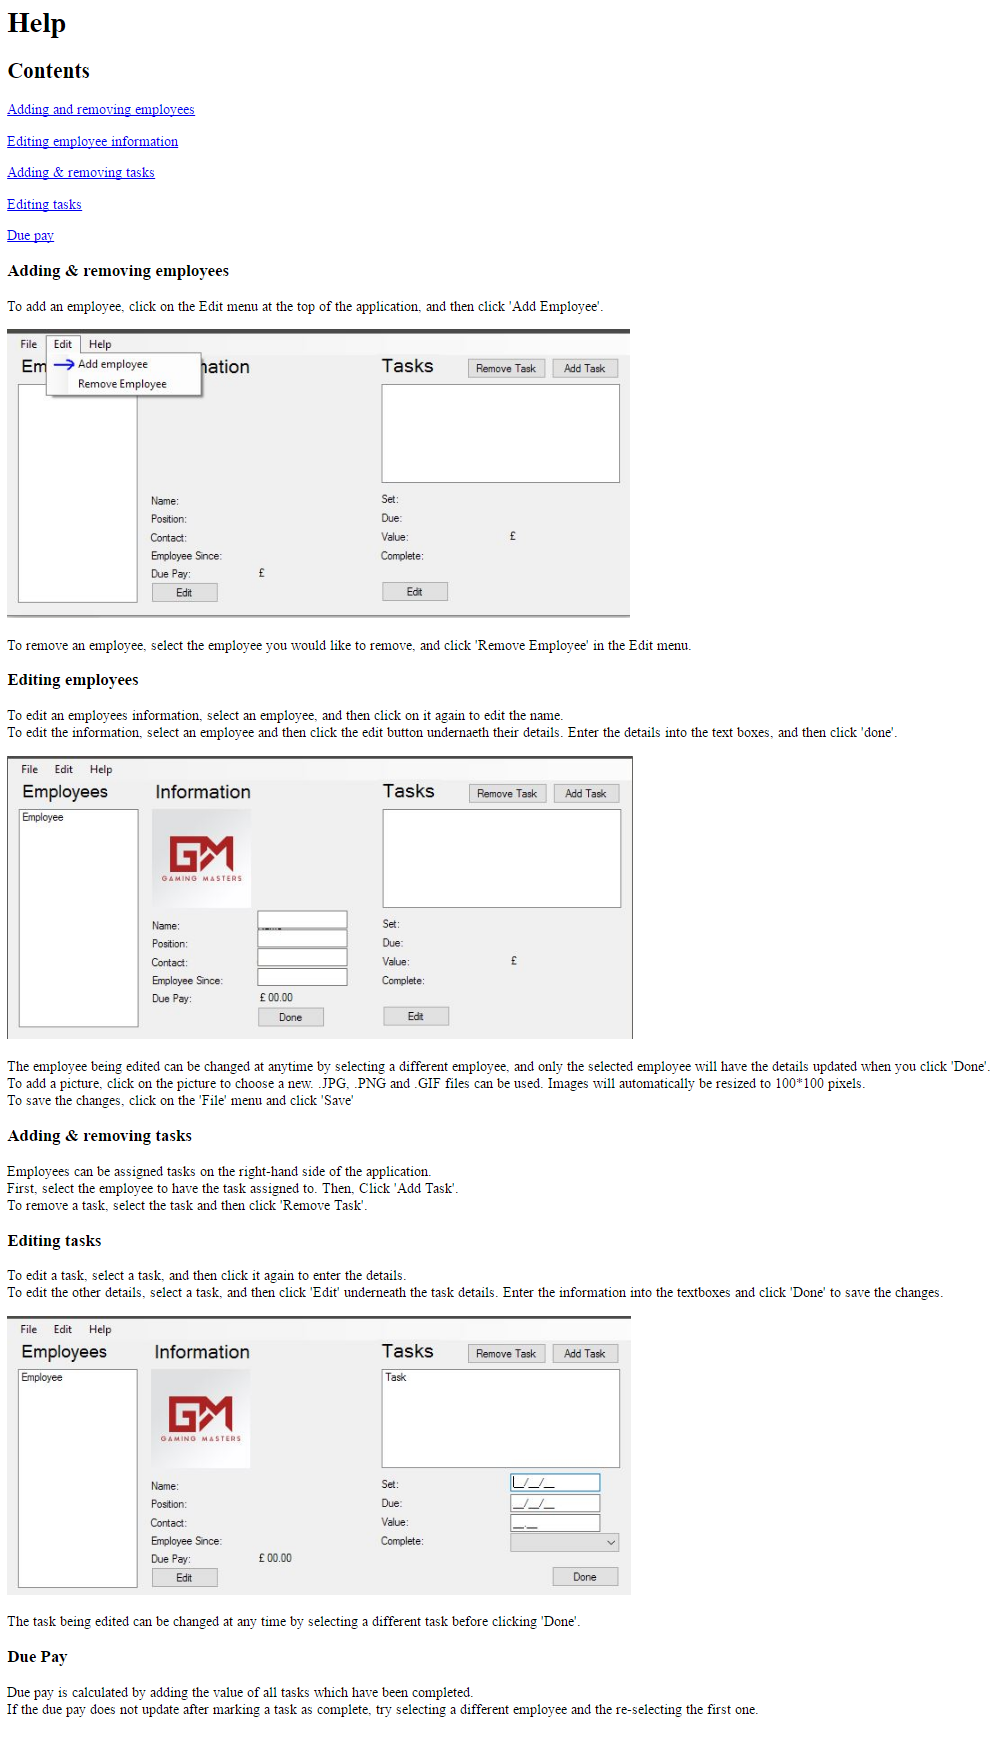 Help
Contents
Adding and removing employees
Editing employee information
Adding & removing tasks
Editing tasks
Due pay
Adding & removing employees
To add an employee, click on the Edit menu at the top of the application, and then click 'Add Employee'.
File Edit Help
Add employee
Remove Employee
Em
nation
Tasks
Remove Task
Add Task
Name:
Position:
Contact:
Employee Since:
Due Pay: £
Edit
Set:
Due:
Value: £
Complete:
Edit
To remove an employee, select the employee you would like to remove, and click 'Remove Employee' in the Edit menu.
Editing employees
To edit an employees information, select an employee, and then click on it again to edit the name.
To edit the information, select an employee and then click the edit button undernaeth their details. Enter the details into the text boxes, and then click 'done'.
File Edit Help
Employees
Information
Tasks
Remove Task
Add Task
Employee
GM
GAMING MASTERS
Name:
Position:
Contact:
Employee Since:
Due Pay: £ 00.00
Done
Set:
Due:
Value: £
Complete:
Edit
The employee being edited can be changed at anytime by selecting a different employee, and only the selected employee will have the details updated when you click 'Done'.
To add a picture, click on the picture to choose a new. .JPG, .PNG and .GIF files can be used. Images will automatically be resized to 100*100 pixels.
To save the changes, click on the 'File' menu and click 'Save'
Adding & removing tasks
Employees can be assigned tasks on the right-hand side of the application.
First, select the employee to have the task assigned to. Then, Click 'Add Task'.
To remove a task, select the task and then click 'Remove Task'.
Editing tasks
To edit a task, select a task, and then click it again to enter the details.
To edit the other details, select a task, and then click 'Edit' underneath the task details. Enter the information into the textboxes and click 'Done' to save the changes.
File Edit Help
Employees
Information
Tasks
Remove Task
Add Task
Employee
GM
GAMING MASTERS
Task
Name:
Position:
Contact:
Employee Since:
Due Pay: £ 00.00
Edit
Set: __/__/__
Due: __/__/__
Value: __.__
Complete:
Done
The task being edited can be changed at any time by selecting a different task before clicking 'Done'.
Due Pay
Due pay is calculated by adding the value of all tasks which have been completed.
If the due pay does not update after marking a task as complete, try selecting a different employee and the re-selecting the first one.